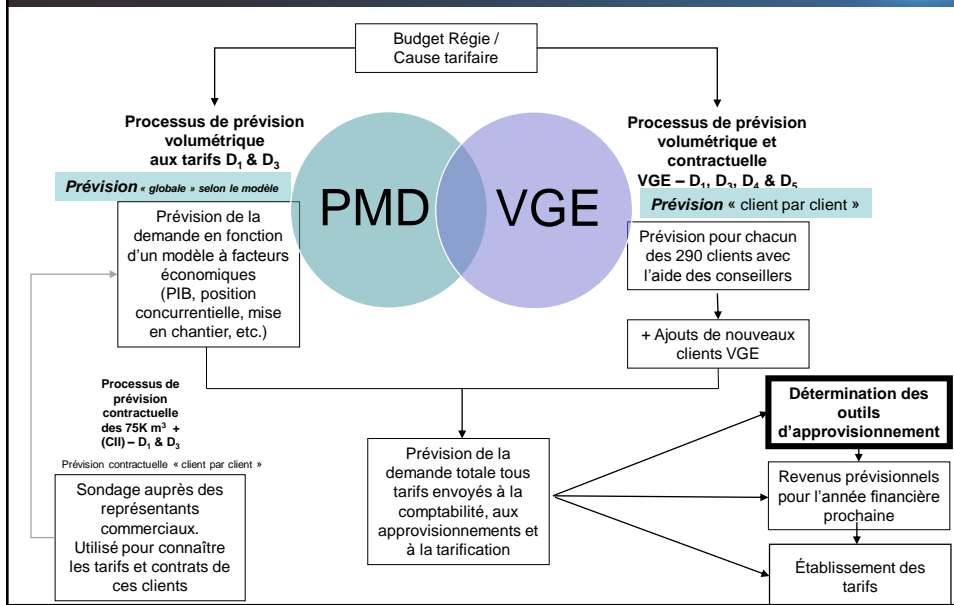 Budget Régie /
Cause tarifaire
Processus de prévision
volumétrique
aux tarifs D₁ & D₃
Prévision « globale » selon le modèle
Prévision de la
demande en fonction
d'un modèle à facteurs
économiques
(PIB, position
concurrentielle, mise
en chantier, etc.)
PMD
VGE
Processus de prévision
volumétrique et
contractuelle
VGE – D₁, D₃, D₄ & D₅
Prévision « client par client »
Prévision pour chacun
des 290 clients avec
l'aide des conseillers
+ Ajouts de nouveaux
clients VGE
Processus de
prévision
contractuelle
des 75K m³ +
(CII) – D₁ & D₃
Prévision contractuelle « client par client »
Sondage auprès des
représentants
commerciaux.
Utilisé pour connaître
les tarifs et contrats de
ces clients
Prévision de la
demande totale tous
tarifs envoyés à la
comptabilité, aux
approvisionnements et
à la tarification
Détermination des
outils
d'approvisionnement
Revenus prévisionnels
pour l'année financière
prochaine
Établissement des
tarifs